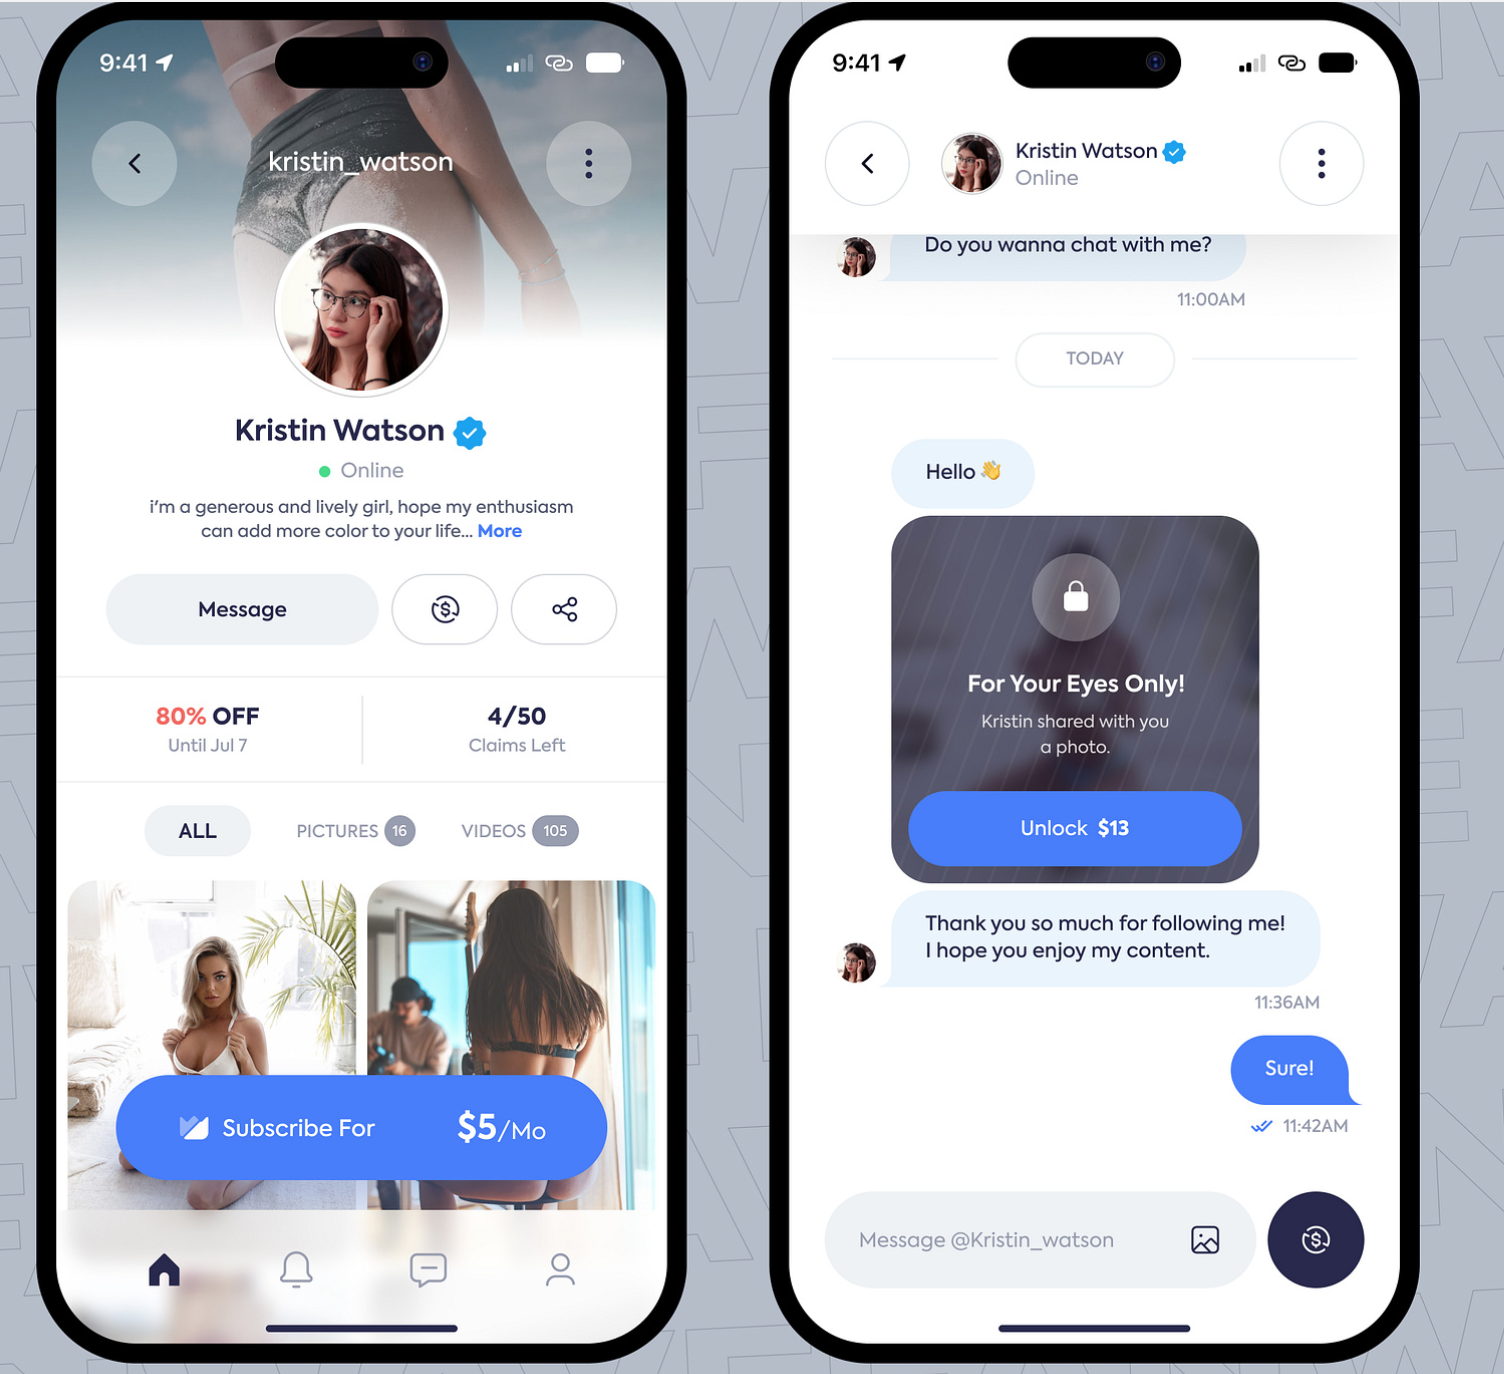 9:41
kristin_watson
Kristin Watson
Online
i'm a generous and lively girl, hope my enthusiasm
can add more color to your life... More
Message
80% OFF
Until Jul 7
4/50
Claims Left
ALL
PICTURES 16
VIDEOS 105
Subscribe For $5/Mo
9:41
Kristin Watson
Online
Do you wanna chat with me?
11:00AM
TODAY
Hello 👋
For Your Eyes Only!
Kristin shared with you
a photo.
Unlock $13
Thank you so much for following me!
I hope you enjoy my content.
11:36AM
Sure!
11:42AM
Message @Kristin_watson